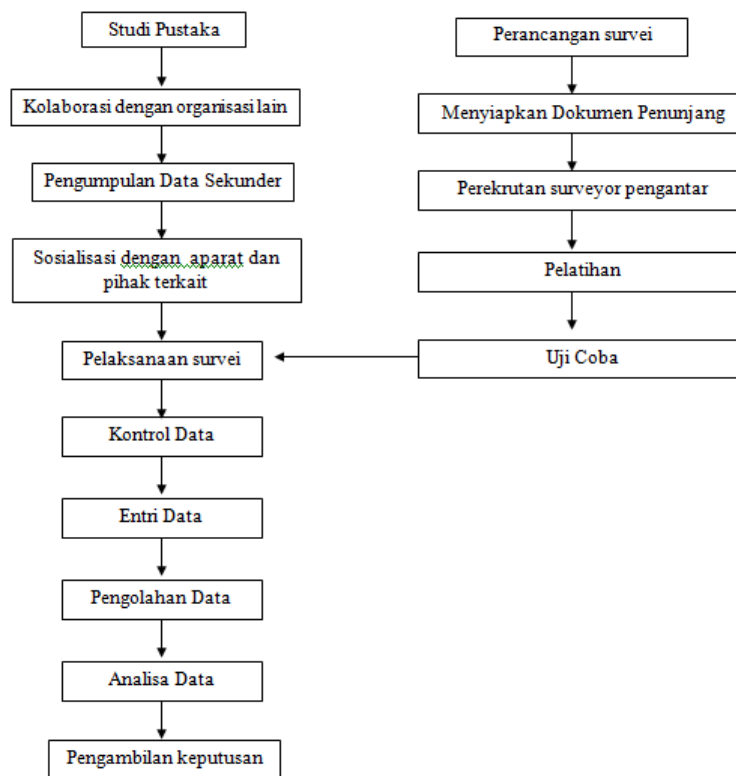 Studi Pustaka
Kolaborasi dengan organisasi lain
Pengumpulan Data Sekunder
Sosialisasi dengan aparat dan
pihak terkait
Pelaksanaan survei
Kontrol Data
Entri Data
Pengolahan Data
Analisa Data
Pengambilan keputusan
Perancangan survei
Menyiapkan Dokumen Penunjang
Perekrutan surveyor pengantar
Pelatihan
Uji Coba